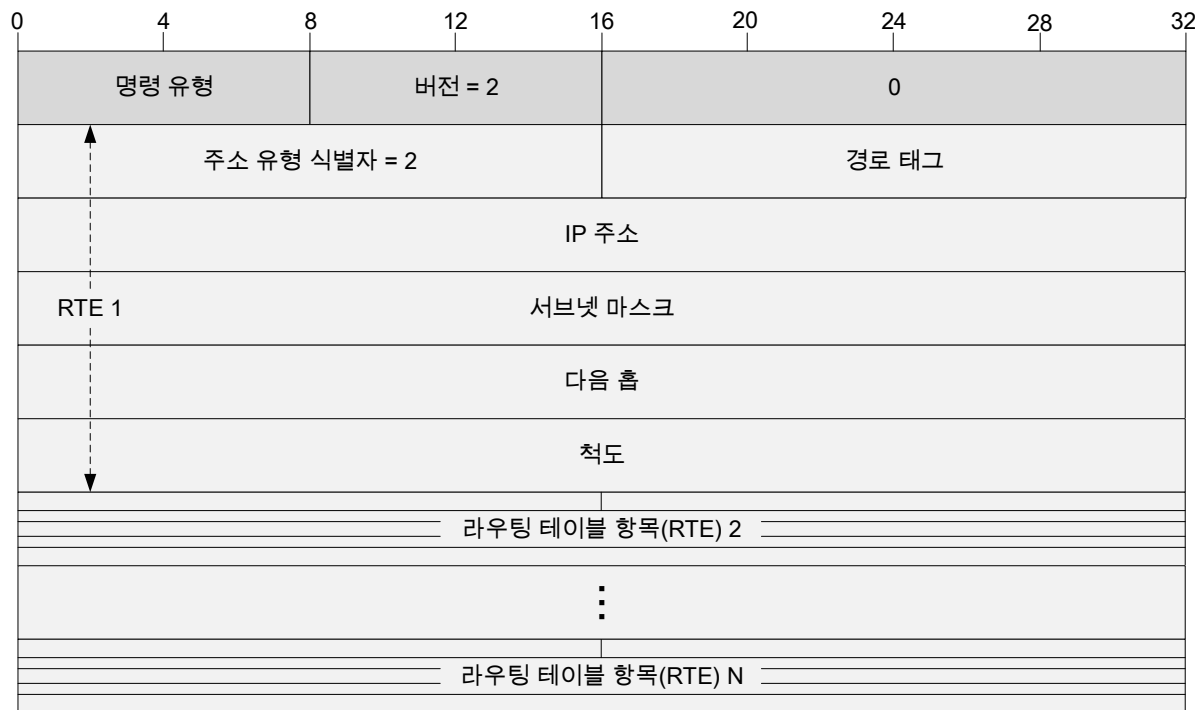 0 4 8 12 16 20 24 28 32
명령 유형 버전 = 2 0
주소 유형 식별자 = 2 경로 태그
IP 주소
RTE 1 서브넷 마스크
다음 홉
척도
라우팅 테이블 항목(RTE) 2
⋮
라우팅 테이블 항목(RTE) N